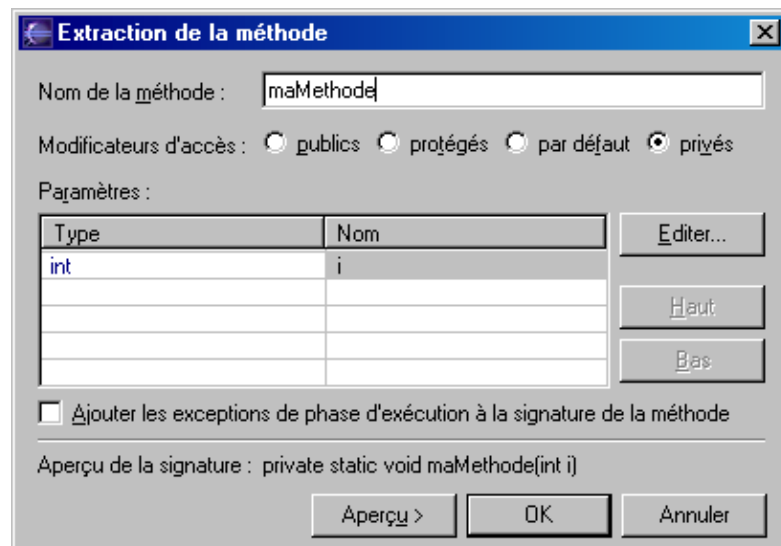 Extraction de la méthode
Nom de la méthode : maMethode
Modificateurs d'accès : publics protégés par défaut privés
Paramètres :
Type Nom Editer...
int i
Haut
Bas
Ajouter les exceptions de phase d'exécution à la signature de la méthode
Aperçu de la signature : private static void maMethode(int i)
Aperçu > OK Annuler